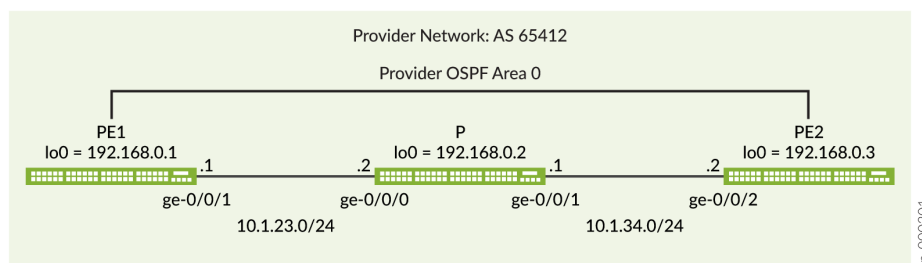 Provider Network: AS 65412
Provider OSPF Area 0
PE1
lo0 = 192.168.0.1
P
lo0 = 192.168.0.2
PE2
lo0 = 192.168.0.3
.1
.2
.1
.2
ge-0/0/1
ge-0/0/0
ge-0/0/1
ge-0/0/2
10.1.23.0/24
10.1.34.0/24